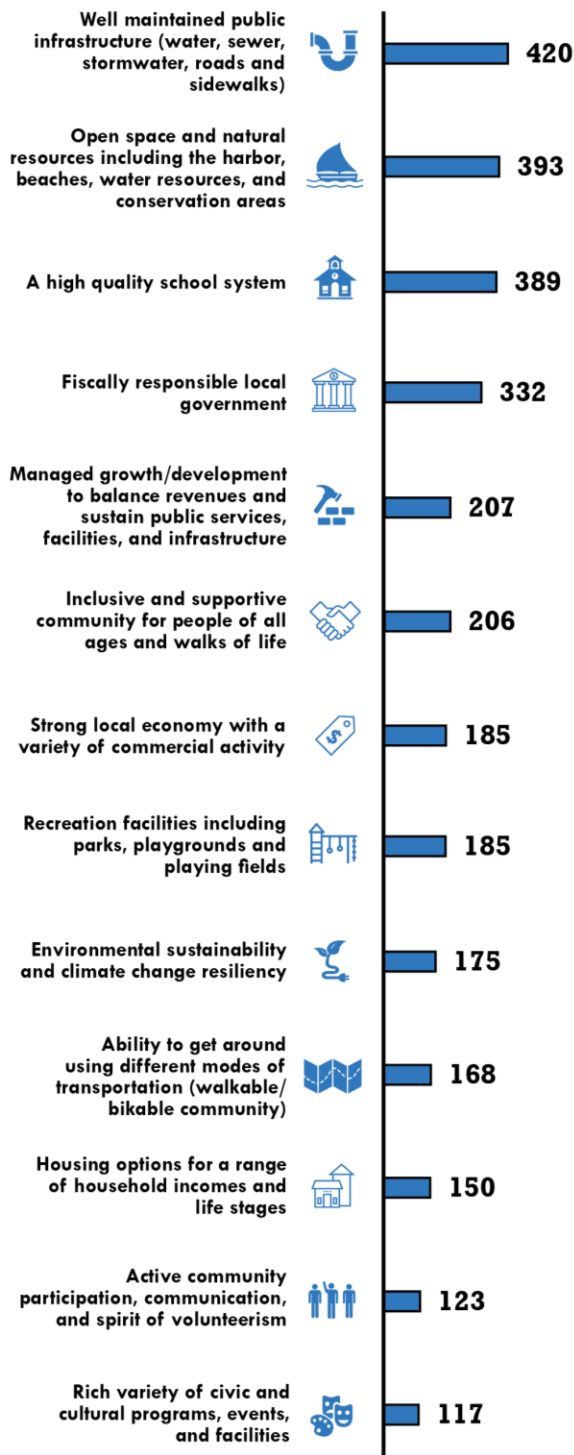 Well maintained public
infrastructure (water, sewer,
stormwater, roads and
sidewalks)
420
Open space and natural
resources including the harbor,
beaches, water resources, and
conservation areas
393
A high quality school system
389
Fiscally responsible local
government
332
Managed growth/development
to balance revenues and
sustain public services,
facilities, and infrastructure
207
Inclusive and supportive
community for people of all
ages and walks of life
206
Strong local economy with a
variety of commercial activity
$
185
Recreation facilities including
parks, playgrounds and
playing fields
185
Environmental sustainability
and climate change resiliency
175
Ability to get around
using different modes of
transportation (walkable/
bikable community)
168
Housing options for a range
of household incomes and
life stages
150
Active community
participation, communication,
and spirit of volunteerism
123
Rich variety of civic and
cultural programs, events,
and facilities
117